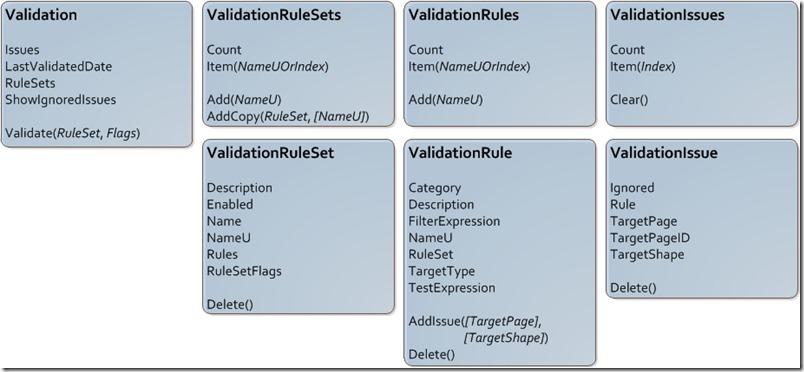 Validation
Issues
LastValidatedDate
RuleSets
ShowIgnoredIssues
Validate(RuleSet, Flags)
ValidationRuleSets
Count
Item(NameUOrIndex)
Add(NameU)
AddCopy(RuleSet, [NameU])
ValidationRules
Count
Item(NameUOrIndex)
Add(NameU)
ValidationIssues
Count
Item(Index)
Clear()
ValidationRuleSet
Description
Enabled
Name
NameU
Rules
RuleSetFlags
Delete()
ValidationRule
Category
Description
FilterExpression
NameU
RuleSet
TargetType
TestExpression
AddIssue([TargetPage],
[TargetShape])
Delete()
ValidationIssue
Ignored
Rule
TargetPage
TargetPageID
TargetShape
Delete()